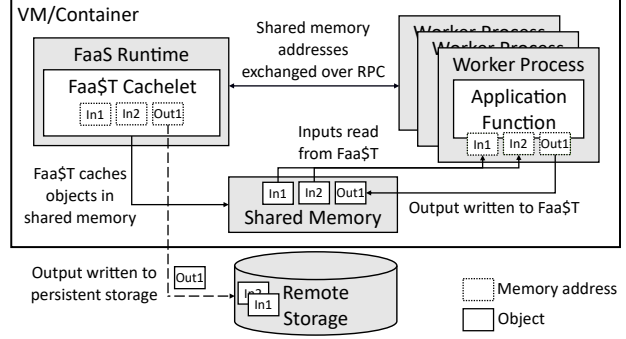 VM/Container
FaaS Runtime
Faa$T Cachelet
In1
In2
Out1
Shared memory
addresses
exchanged over RPC
Worker Process
Worker Process
Worker Process
Application
Function
In1
In2
Out1
Inputs read
from Faa$T
Faa$T caches
objects in
shared memory
In1
In2
Out1
Shared Memory
Output written to Faa$T
Output written to
persistent storage
Out1
In2
In1
Remote
Storage
Memory address
Object